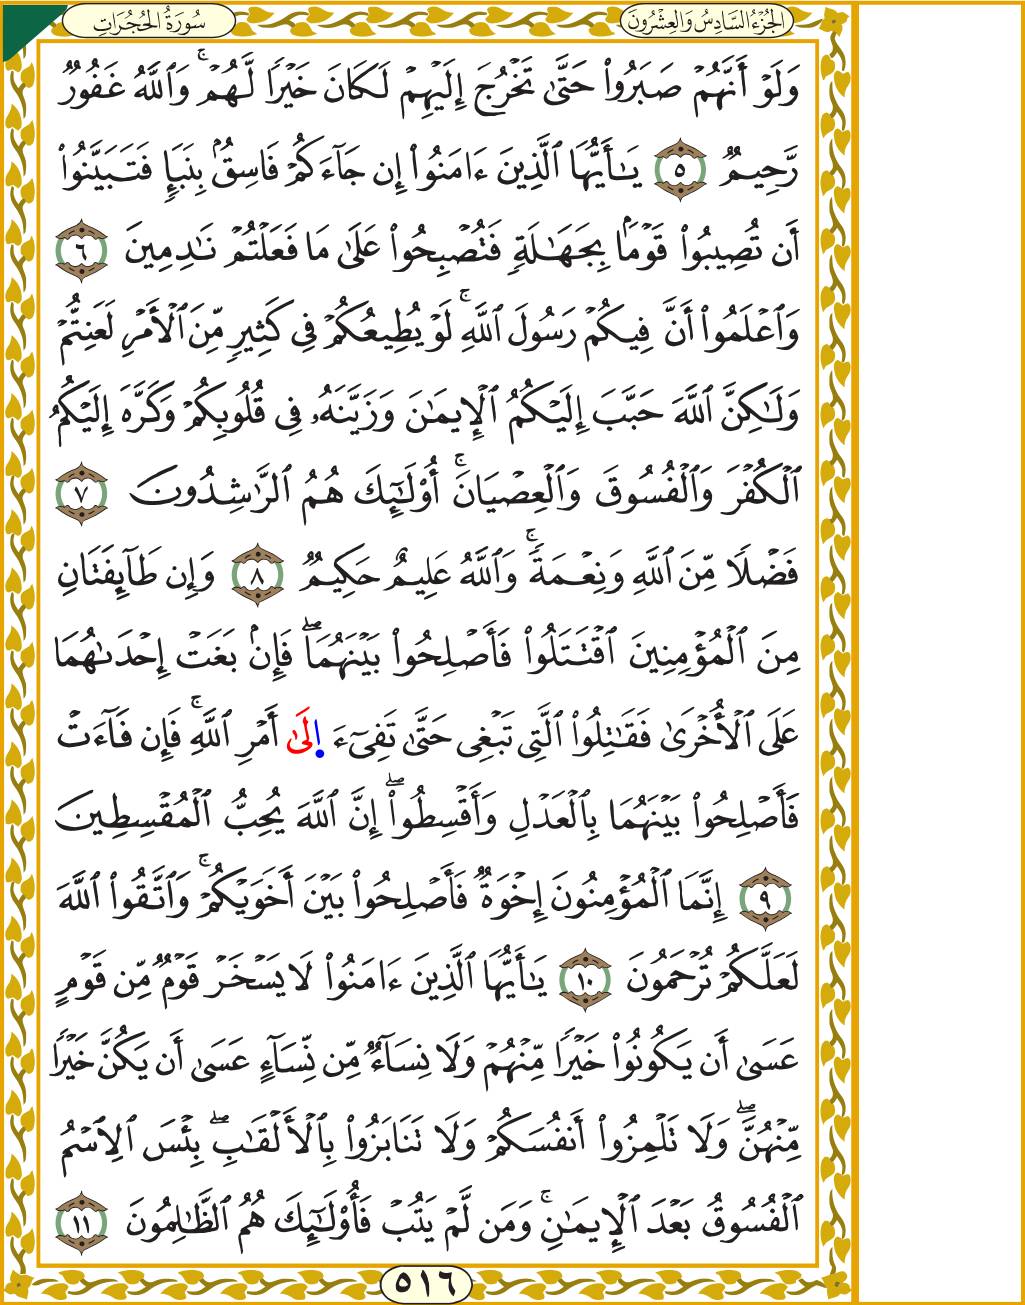 سُورَةُ الحُجُرَاتِ
الجُزْءُ السَّادِسُ وَالعِشْرُونَ
وَلَوْ أَنَّهُمْ صَبَرُوا۟ حَتَّىٰ تَخْرُجَ إِلَيْهِمْ لَكَانَ خَيْرًا لَّهُمْ ۚ وَٱللَّهُ غَفُورٌ
رَّحِيمٌ ٥ يَـٰٓأَيُّهَا ٱلَّذِينَ ءَامَنُوٓا۟ إِن جَآءَكُمْ فَاسِقٌۢ بِنَبَإٍ فَتَبَيَّنُوٓا۟
أَن تُصِيبُوا۟ قَوْمًۢا بِجَهَـٰلَةٍ فَتُصْبِحُوا۟ عَلَىٰ مَا فَعَلْتُمْ نَـٰدِمِينَ ٦
وَٱعْلَمُوٓا۟ أَنَّ فِيكُمْ رَسُولَ ٱللَّهِ ۚ لَوْ يُطِيعُكُمْ فِى كَثِيرٍ مِّنَ ٱلْأَمْرِ لَعَنِتُّمْ
وَلَـٰكِنَّ ٱللَّهَ حَبَّبَ إِلَيْكُمُ ٱلْإِيمَـٰنَ وَزَيَّنَهُۥ فِى قُلُوبِكُمْ وَكَرَّهَ إِلَيْكُمُ
ٱلْكُفْرَ وَٱلْفُسُوقَ وَٱلْعِصْيَانَ ۚ أُو۟لَـٰٓئِكَ هُمُ ٱلرَّٰشِدُونَ ٧
فَضْلًا مِّنَ ٱللَّهِ وَنِعْمَةً ۚ وَٱللَّهُ عَلِيمٌ حَكِيمٌ ٨ وَإِن طَآئِفَتَانِ
مِنَ ٱلْمُؤْمِنِينَ ٱقْتَتَلُوا۟ فَأَصْلِحُوا۟ بَيْنَهُمَا ۖ فَإِنۢ بَغَتْ إِحْدَىٰهُمَا
عَلَى ٱلْأُخْرَىٰ فَقَـٰتِلُوا۟ ٱلَّتِى تَبْغِى حَتَّىٰ تَفِىٓءَ إِلَىٰٓ أَمْرِ ٱللَّهِ ۚ فَإِن فَآءَتْ
فَأَصْلِحُوا۟ بَيْنَهُمَا بِٱلْعَدْلِ وَأَقْسِطُوٓا۟ ۖ إِنَّ ٱللَّهَ يُحِبُّ ٱلْمُقْسِطِينَ
٩ إِنَّمَا ٱلْمُؤْمِنُونَ إِخْوَةٌ فَأَصْلِحُوا۟ بَيْنَ أَخَوَيْكُمْ ۚ وَٱتَّقُوا۟ ٱللَّهَ
لَعَلَّكُمْ تُرْحَمُونَ ١٠ يَـٰٓأَيُّهَا ٱلَّذِينَ ءَامَنُوا۟ لَا يَسْخَرْ قَوْمٌ مِّن قَوْمٍ
عَسَىٰٓ أَن يَكُونُوا۟ خَيْرًا مِّنْهُمْ وَلَا نِسَآءٌ مِّن نِّسَآءٍ عَسَىٰٓ أَن يَكُنَّ خَيْرًا
مِّنْهُنَّ ۖ وَلَا تَلْمِزُوٓا۟ أَنفُسَكُمْ وَلَا تَنَابَزُوا۟ بِٱلْأَلْقَـٰبِ ۖ بِئْسَ ٱلِٱسْمُ
ٱلْفُسُوقُ بَعْدَ ٱلْإِيمَـٰنِ ۚ وَمَن لَّمْ يَتُبْ فَأُو۟لَـٰٓئِكَ هُمُ ٱلظَّـٰلِمُونَ ١١
٥١٦